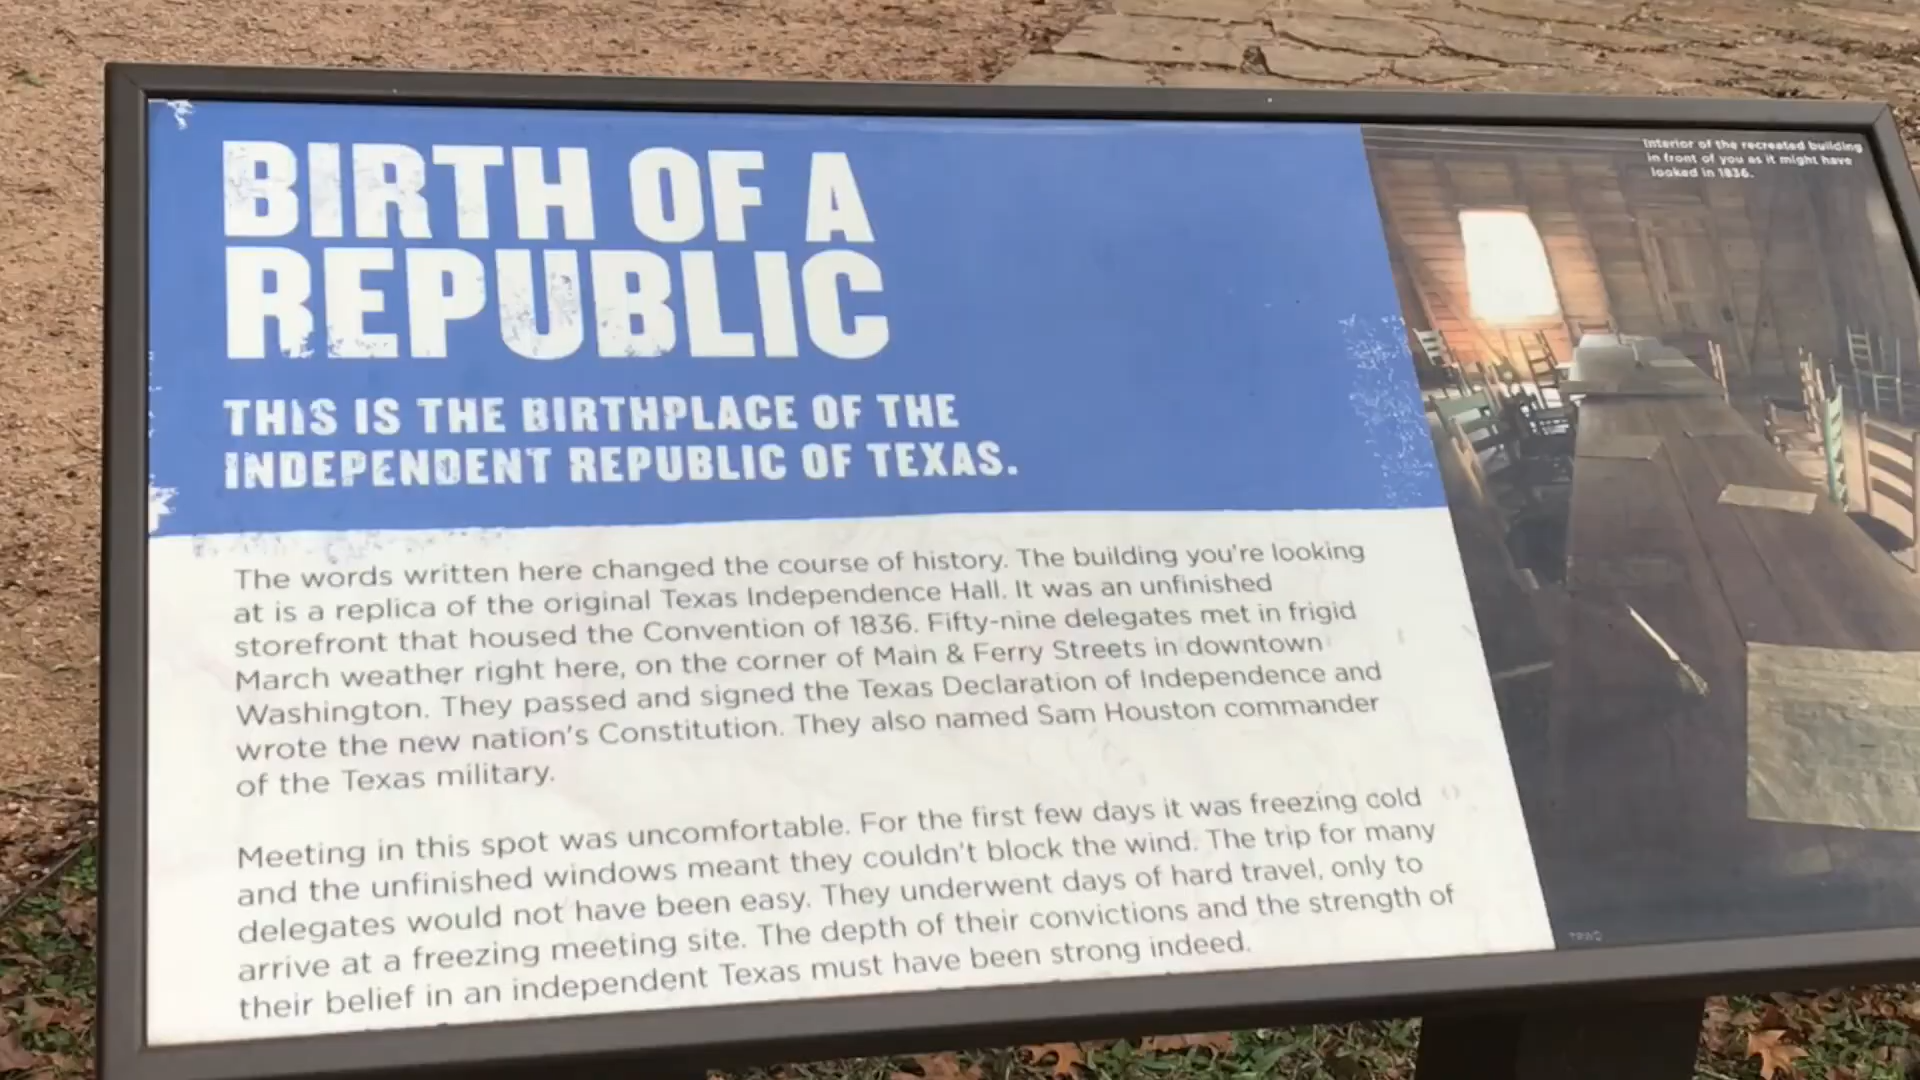 BIRTH OF A
REPUBLIC
THIS IS THE BIRTHPLACE OF THE
INDEPENDENT REPUBLIC OF TEXAS.
The words written here changed the course of history. The building you're looking
at is a replica of the original Texas Independence Hall. It was an unfinished
storefront that housed the Convention of 1836. Fifty-nine delegates met in frigid
March weather right here, on the corner of Main & Ferry Streets in downtown
Washington. They passed and signed the Texas Declaration of Independence and
wrote the new nation's Constitution. They also named Sam Houston commander
of the Texas military.
Meeting in this spot was uncomfortable. For the first few days it was freezing cold
and the unfinished windows meant they couldn't block the wind. The trip for many
delegates would not have been easy. They underwent days of hard travel, only to
arrive at a freezing meeting site. The depth of their convictions and the strength of
their belief in an independent Texas must have been strong indeed.
Interior of the recreated building
in front of you as it might have
looked in 1836.